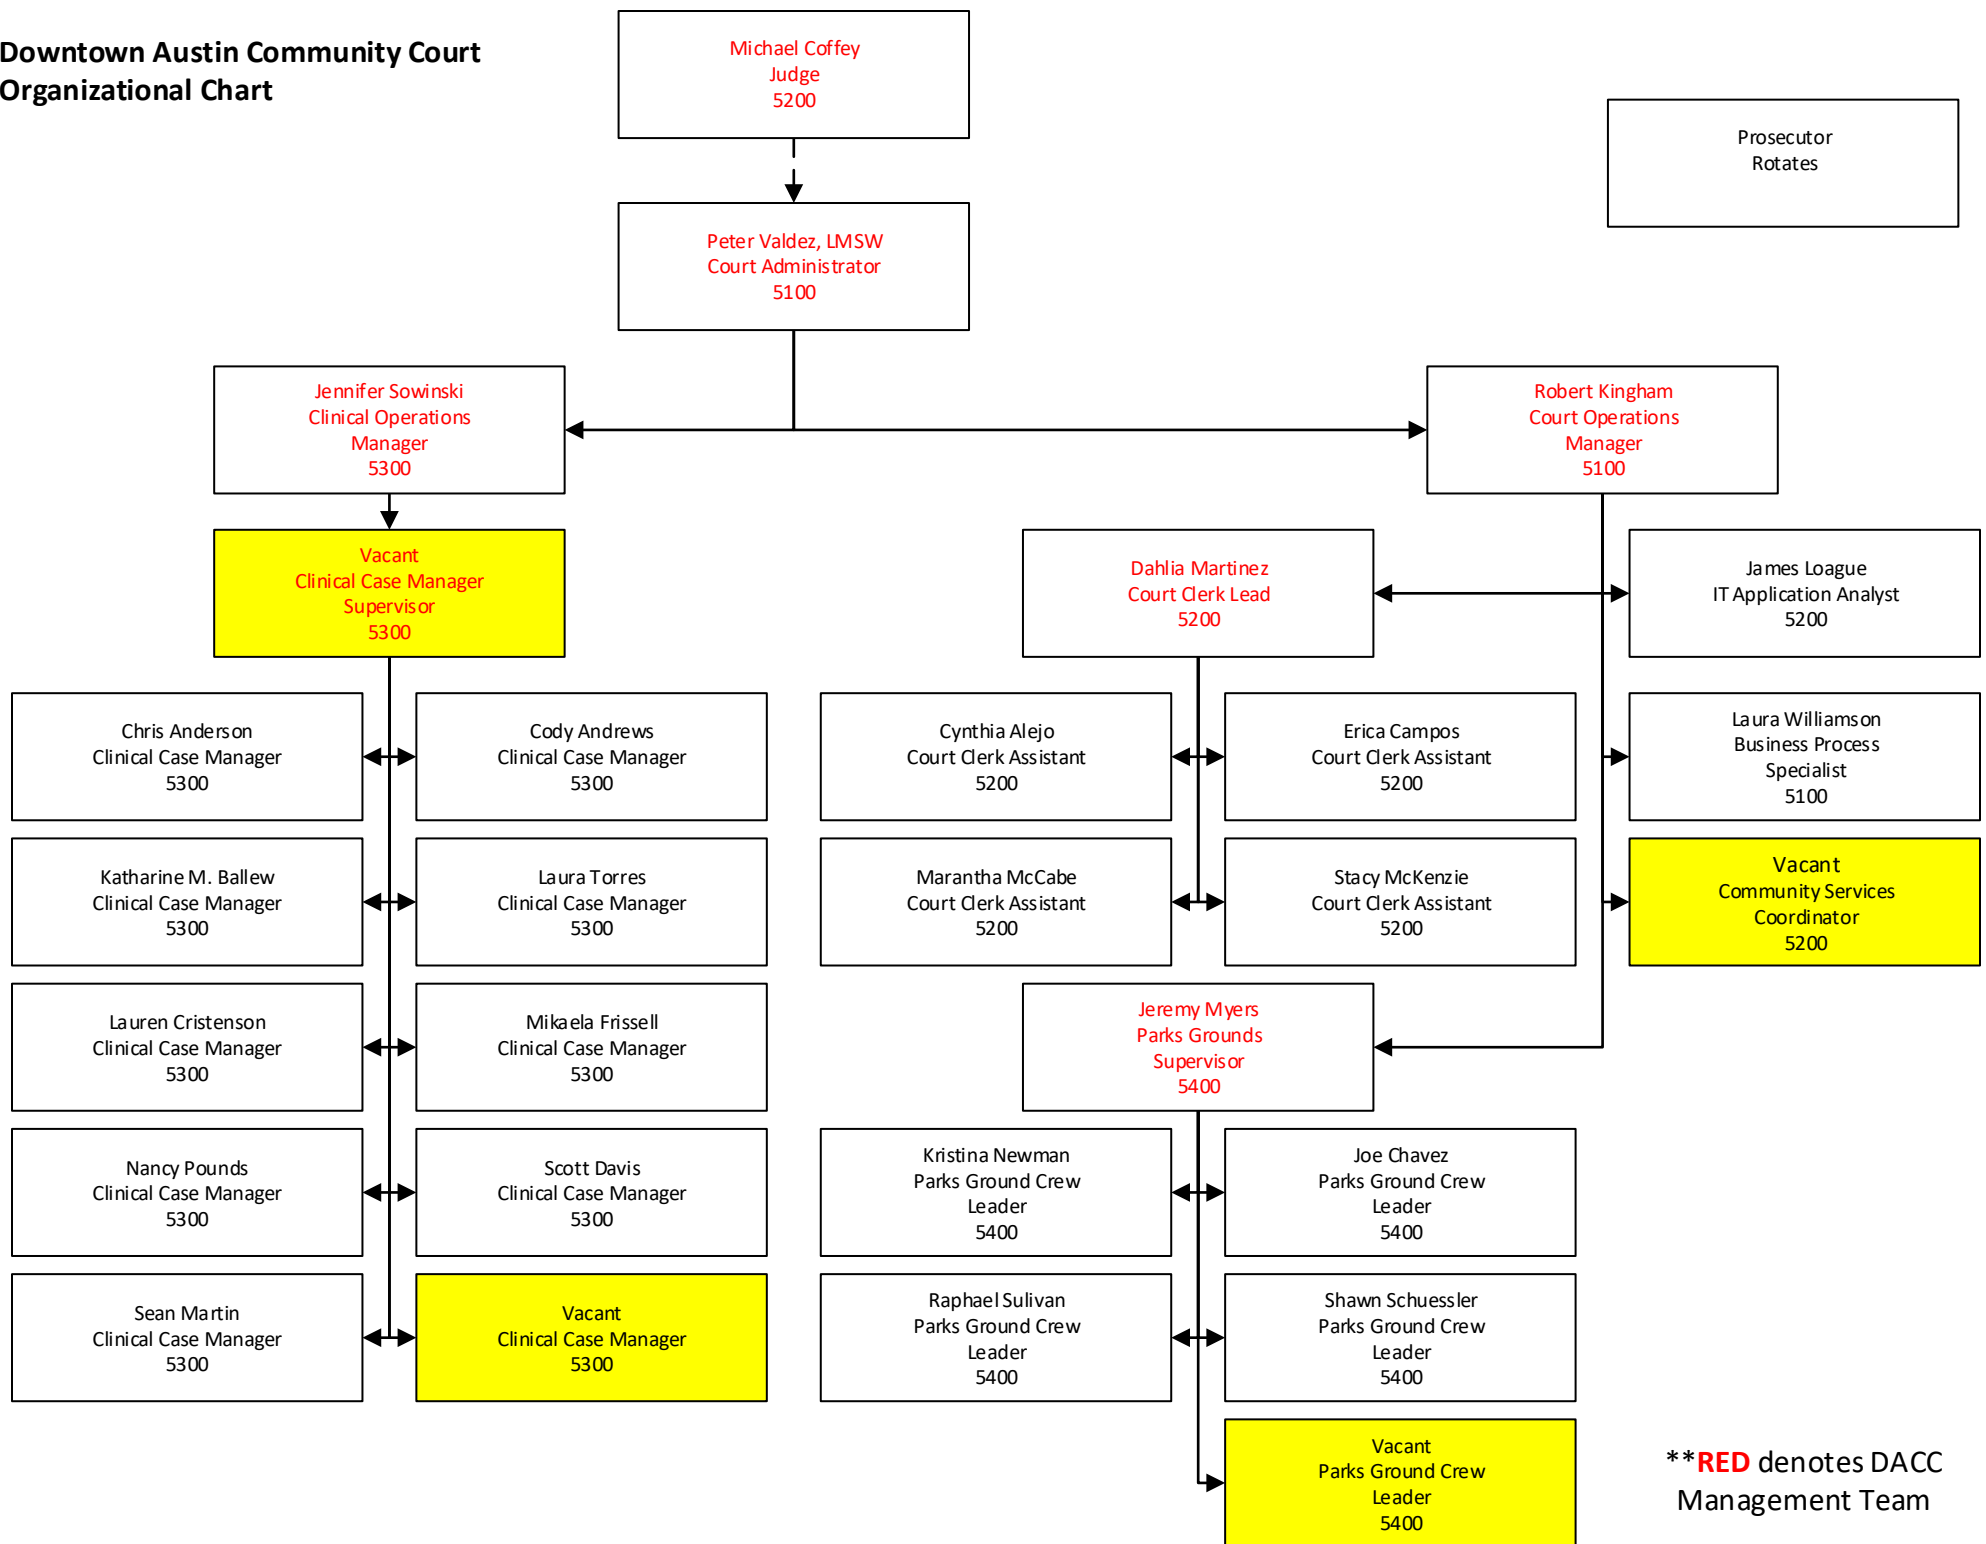 Downtown Austin Community Court
Organizational Chart
Michael Coffey
Judge
5200
Prosecutor
Rotates
Peter Valdez, LMSW
Court Administrator
5100
Jennifer Sowinski
Clinical Operations
Manager
5300
Robert Kingham
Court Operations
Manager
5100
Vacant
Clinical Case Manager
Supervisor
5300
Dahlia Martinez
Court Clerk Lead
5200
James Loague
IT Application Analyst
5200
Chris Anderson
Clinical Case Manager
5300
Cody Andrews
Clinical Case Manager
5300
Cynthia Alejo
Court Clerk Assistant
5200
Erica Campos
Court Clerk Assistant
5200
Laura Williamson
Business Process
Specialist
5100
Katharine M. Ballew
Clinical Case Manager
5300
Laura Torres
Clinical Case Manager
5300
Marantha McCabe
Court Clerk Assistant
5200
Stacy McKenzie
Court Clerk Assistant
5200
Vacant
Community Services
Coordinator
5200
Lauren Cristenson
Clinical Case Manager
5300
Mikaela Frissell
Clinical Case Manager
5300
Jeremy Myers
Parks Grounds
Supervisor
5400
Nancy Pounds
Clinical Case Manager
5300
Scott Davis
Clinical Case Manager
5300
Kristina Newman
Parks Ground Crew
Leader
5400
Joe Chavez
Parks Ground Crew
Leader
5400
Sean Martin
Clinical Case Manager
5300
Vacant
Clinical Case Manager
5300
Raphael Sulivan
Parks Ground Crew
Leader
5400
Shawn Schuessler
Parks Ground Crew
Leader
5400
Vacant
Parks Ground Crew
Leader
5400
**RED denotes DACC
Management Team